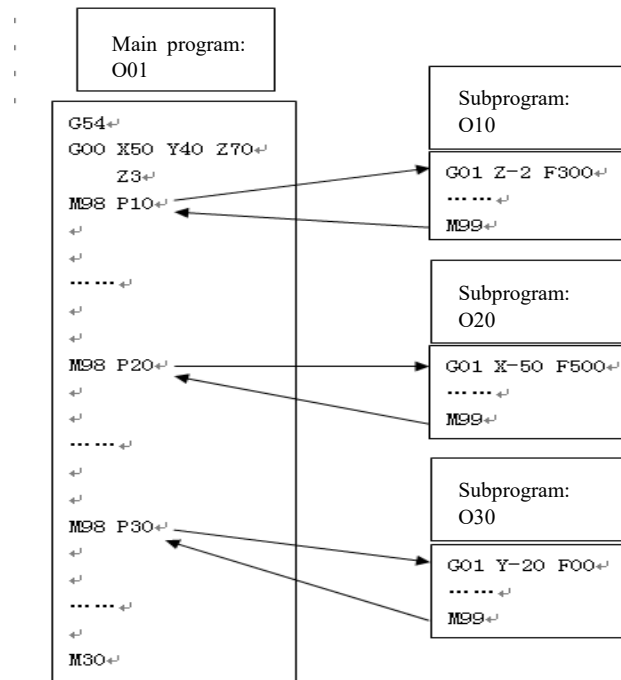 Main program:
O01
G54↵
G00 X50 Y40 Z70↵
Z3↵
M98 P10↵
↵
↵
……↵
↵
↵
M98 P20↵
↵
↵
……↵
↵
↵
M98 P30↵
↵
↵
……↵
↵
M30↵
Subprogram:
O10
G01 Z-2 F300↵
……↵
M99↵
Subprogram:
O20
G01 X-50 F500↵
……↵
M99↵
Subprogram:
O30
G01 Y-20 F00↵
……↵
M99↵